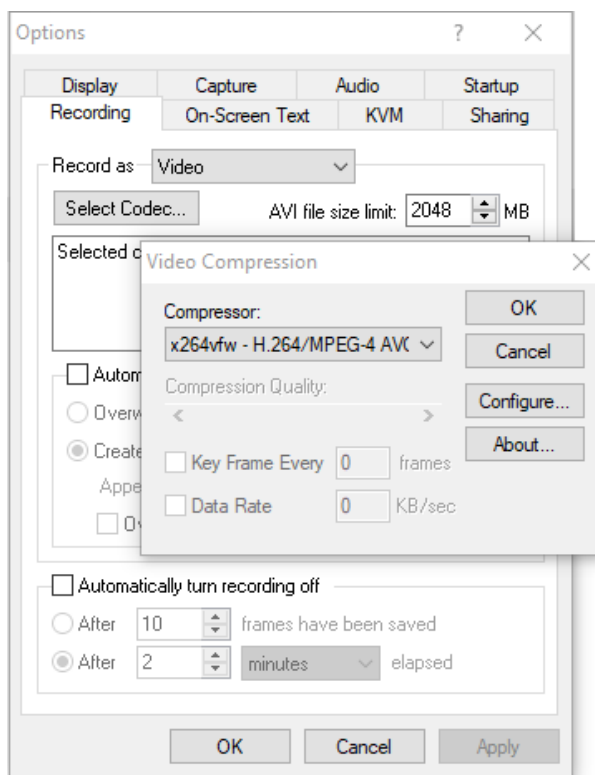 Options ?
Display Capture Audio Startup
Recording On-Screen Text KVM Sharing
Record as Video
Select Codec... AVI file size limit: 2048 MB
Selected
Video Compression
Compressor:
x264vfw - H.264/MPEG-4 AVC
OK
Cancel
Compression Quality:
Configure...
About...
Key Frame Every 0 frames
Data Rate 0 KB/sec
Autom
Overw
Create
Appe
Automatically turn recording off
After 10 frames have been saved
After 2 minutes elapsed
OK Cancel Apply